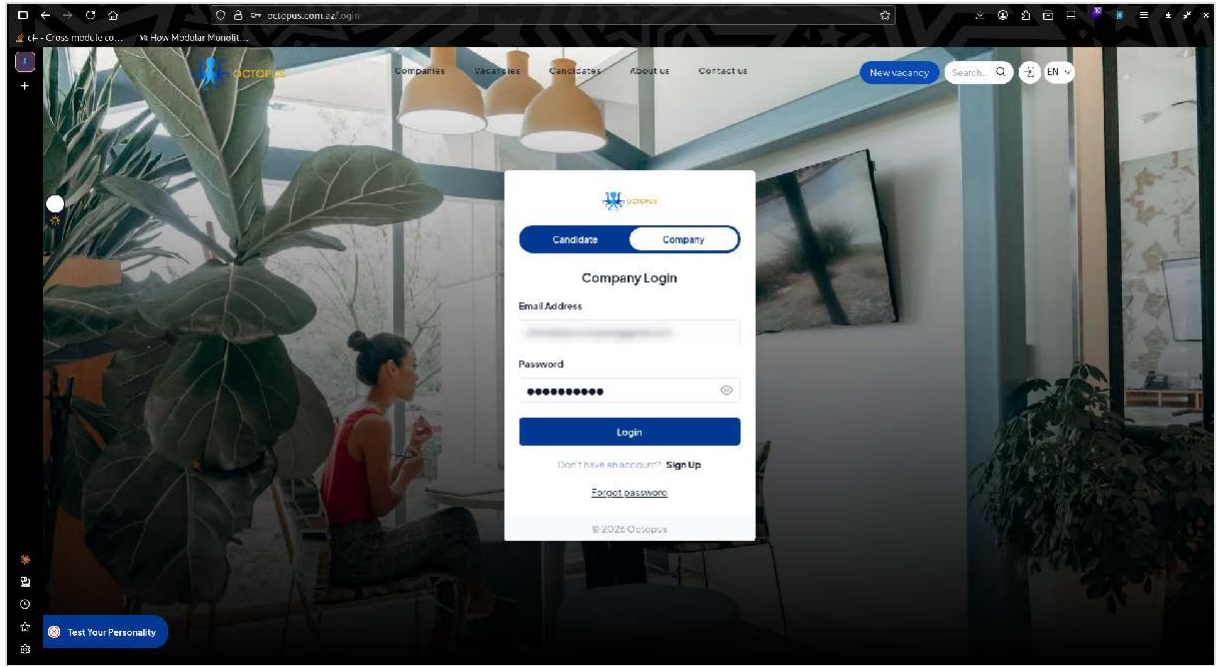 octopus.com.az/login
c# - Cross module co...
How Modular Monolit...
OCTOPUS
Companies
Vacancies
Candidates
About us
Contact us
New vacancy
Search...
EN
OCTOPUS
Candidate
Company
Company Login
Email Address
Password
Login
Don't have an account? Sign Up
Forgot password
© 2026 Octopus
Test Your Personality